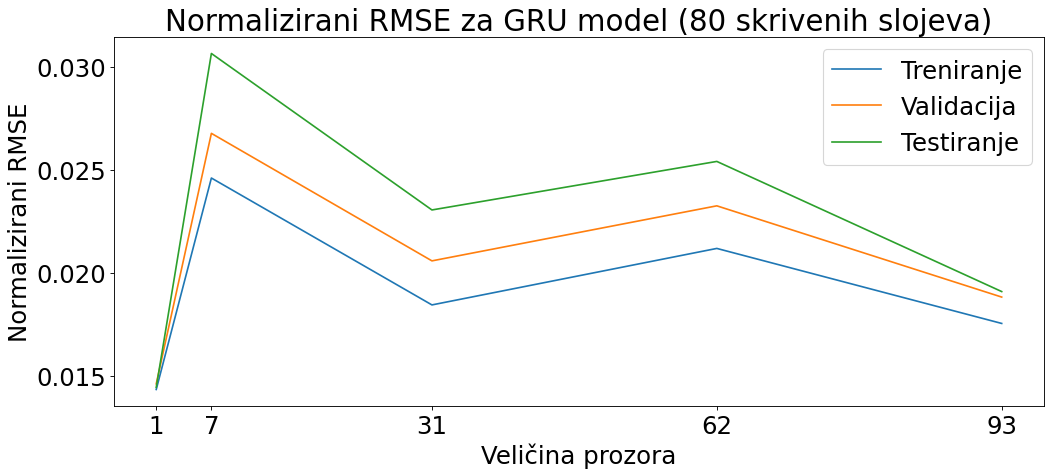 Normalizirani RMSE za GRU model (80 skrivenih slojeva)
Normalizirani RMSE
0.030
0.025
0.020
0.015
Treniranje
Validacija
Testiranje
1 7 31 62 93
Veličina prozora